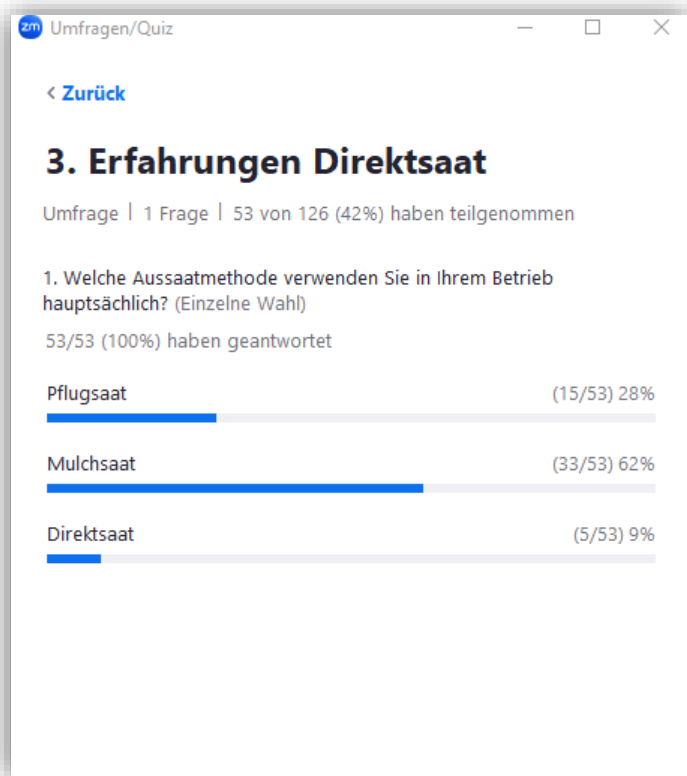 zm Umfragen/Quiz
< Zurück
3. Erfahrungen Direktsaat
Umfrage | 1 Frage | 53 von 126 (42%) haben teilgenommen
1. Welche Aussaatmethode verwenden Sie in Ihrem Betrieb
hauptsächlich? (Einzelne Wahl)
53/53 (100%) haben geantwortet
Pflugsaat (15/53) 28%
Mulchsaat (33/53) 62%
Direktsaat (5/53) 9%